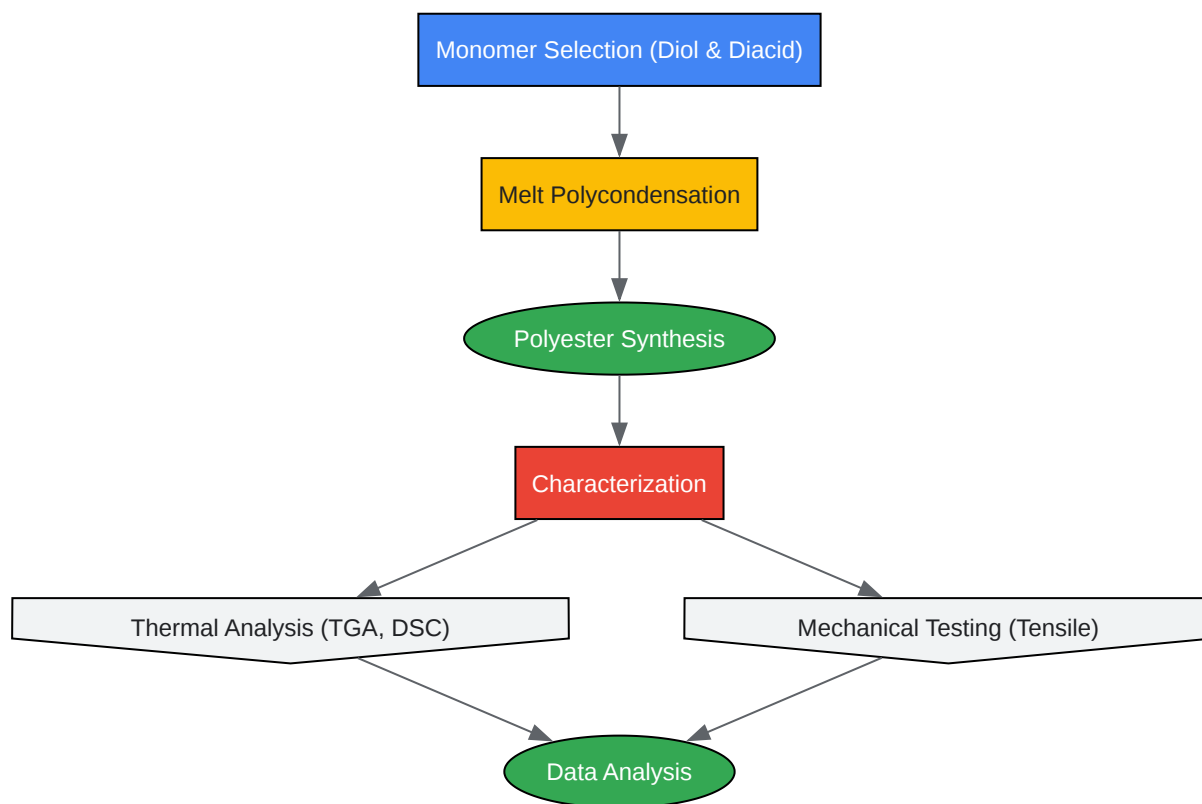 Monomer Selection (Diol & Diacid)
Melt Polycondensation
Polyester Synthesis
Characterization
Thermal Analysis (TGA, DSC)
Mechanical Testing (Tensile)
Data Analysis